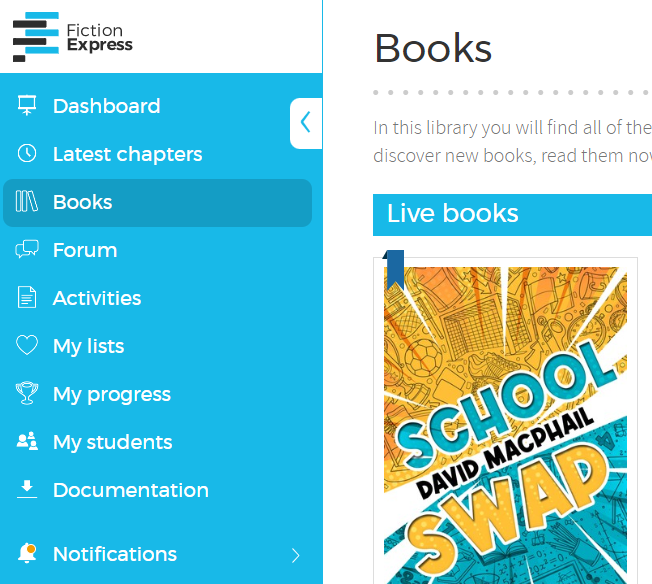 Fiction
Express
Dashboard
Latest chapters
Books
Forum
Activities
My lists
My progress
My students
Documentation
Notifications
Books
In this library you will find all of the
discover new books, read them
Live books
SCHOOL
DAVID MACPHAIL
SWAP